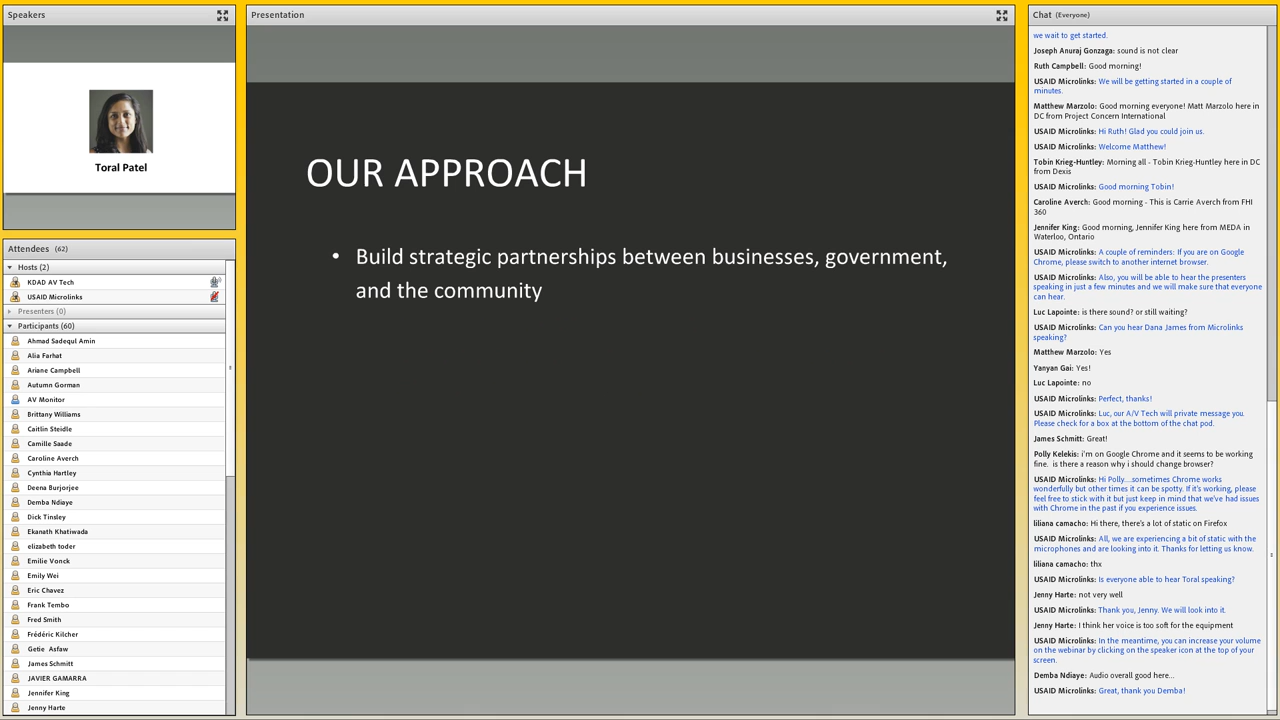 Speakers
Toral Patel
Attendees (62)
Hosts (2)
KDAD AV Tech
USAID Microlinks
Presenters (0)
Participants (60)
Ahmad Sadequl Amin
Alia Farhat
Ariane Campbell
Autumn Gorman
AV Monitor
Brittany Williams
Caitlin Steidle
Camille Saade
Caroline Averch
Cynthia Hartley
Deena Burjorjee
Demba Ndiaye
Dick Tinsley
Ekanath Khatiwada
elizabeth toder
Emilie Vonck
Emily Wei
Eric Chavez
Frank Tembo
Fred Smith
Frédéric Kilcher
Getie Asfaw
James Schmitt
JAVIER GAMARRA
Jennifer King
Jenny Harte
Presentation
OUR APPROACH
• Build strategic partnerships between businesses, government,
and the community
Chat (Everyone)
we wait to get started.
Joseph Anuraj Gonzaga: sound is not clear
Ruth Campbell: Good morning!
USAID Microlinks: We will be getting started in a couple of
minutes.
Matthew Marzolo: Good morning everyone! Matt Marzolo here in
DC from Project Concern International
USAID Microlinks: Hi Ruth! Glad you could join us.
USAID Microlinks: Welcome Matthew!
Tobin Krieg-Huntley: Morning all - Tobin Krieg-Huntley here in DC
from Dexis
USAID Microlinks: Good morning Tobin!
Caroline Averch: Good morning - This is Carrie Averch from FHI
360
Jennifer King: Good morning, Jennifer King here from MEDA in
Waterloo, Ontario
USAID Microlinks: A couple of reminders: If you are on Google
Chrome, please switch to another internet browser.
USAID Microlinks: Also, you will be able to hear the presenters
speaking in just a few minutes and we will make sure that everyone
can hear.
Luc Lapointe: is there sound? or still waiting?
USAID Microlinks: Can you hear Dana James from Microlinks
speaking?
Matthew Marzolo: Yes
Yanyan Gai: Yes!
Luc Lapointe: no
USAID Microlinks: Perfect, thanks!
USAID Microlinks: Luc, our A/V Tech will private message you.
Please check for a box at the bottom of the chat pod.
James Schmitt: Great!
Polly Kelekis: i'm on Google Chrome and it seems to be working
fine. is there a reason why i should change browser?
USAID Microlinks: Hi Polly....sometimes Chrome works
wonderfully but other times it can be spotty. If it's working, please
feel free to stick with it but just keep in mind that we've had issues
with Chrome in the past if you experience issues.
liliana camacho: Hi there, there's a lot of static on Firefox
USAID Microlinks: All, we are experiencing a bit of static with the
microphones and are looking into it. Thanks for letting us know.
liliana camacho: thx
USAID Microlinks: Is everyone able to hear Toral speaking?
Jenny Harte: not very well
USAID Microlinks: Thank you, Jenny. We will look into it.
Jenny Harte: I think her voice is too soft for the equipment
USAID Microlinks: In the meantime, you can increase your volume
on the webinar by clicking on the speaker icon at the top of your
screen.
Demba Ndiaye: Audio overall good here...
USAID Microlinks: Great, thank you Demba!